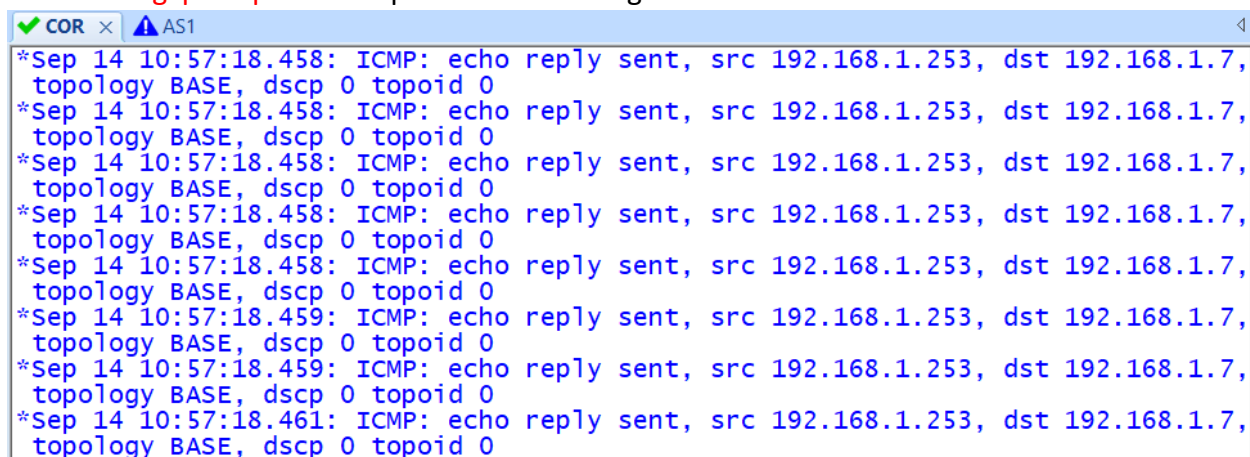 COR × AS1
*Sep 14 10:57:18.458: ICMP: echo reply sent, src 192.168.1.253, dst 192.168.1.7,
topology BASE, dscp 0 topoid 0
*Sep 14 10:57:18.458: ICMP: echo reply sent, src 192.168.1.253, dst 192.168.1.7,
topology BASE, dscp 0 topoid 0
*Sep 14 10:57:18.458: ICMP: echo reply sent, src 192.168.1.253, dst 192.168.1.7,
topology BASE, dscp 0 topoid 0
*Sep 14 10:57:18.458: ICMP: echo reply sent, src 192.168.1.253, dst 192.168.1.7,
topology BASE, dscp 0 topoid 0
*Sep 14 10:57:18.458: ICMP: echo reply sent, src 192.168.1.253, dst 192.168.1.7,
topology BASE, dscp 0 topoid 0
*Sep 14 10:57:18.459: ICMP: echo reply sent, src 192.168.1.253, dst 192.168.1.7,
topology BASE, dscp 0 topoid 0
*Sep 14 10:57:18.459: ICMP: echo reply sent, src 192.168.1.253, dst 192.168.1.7,
topology BASE, dscp 0 topoid 0
*Sep 14 10:57:18.461: ICMP: echo reply sent, src 192.168.1.253, dst 192.168.1.7,
topology BASE, dscp 0 topoid 0